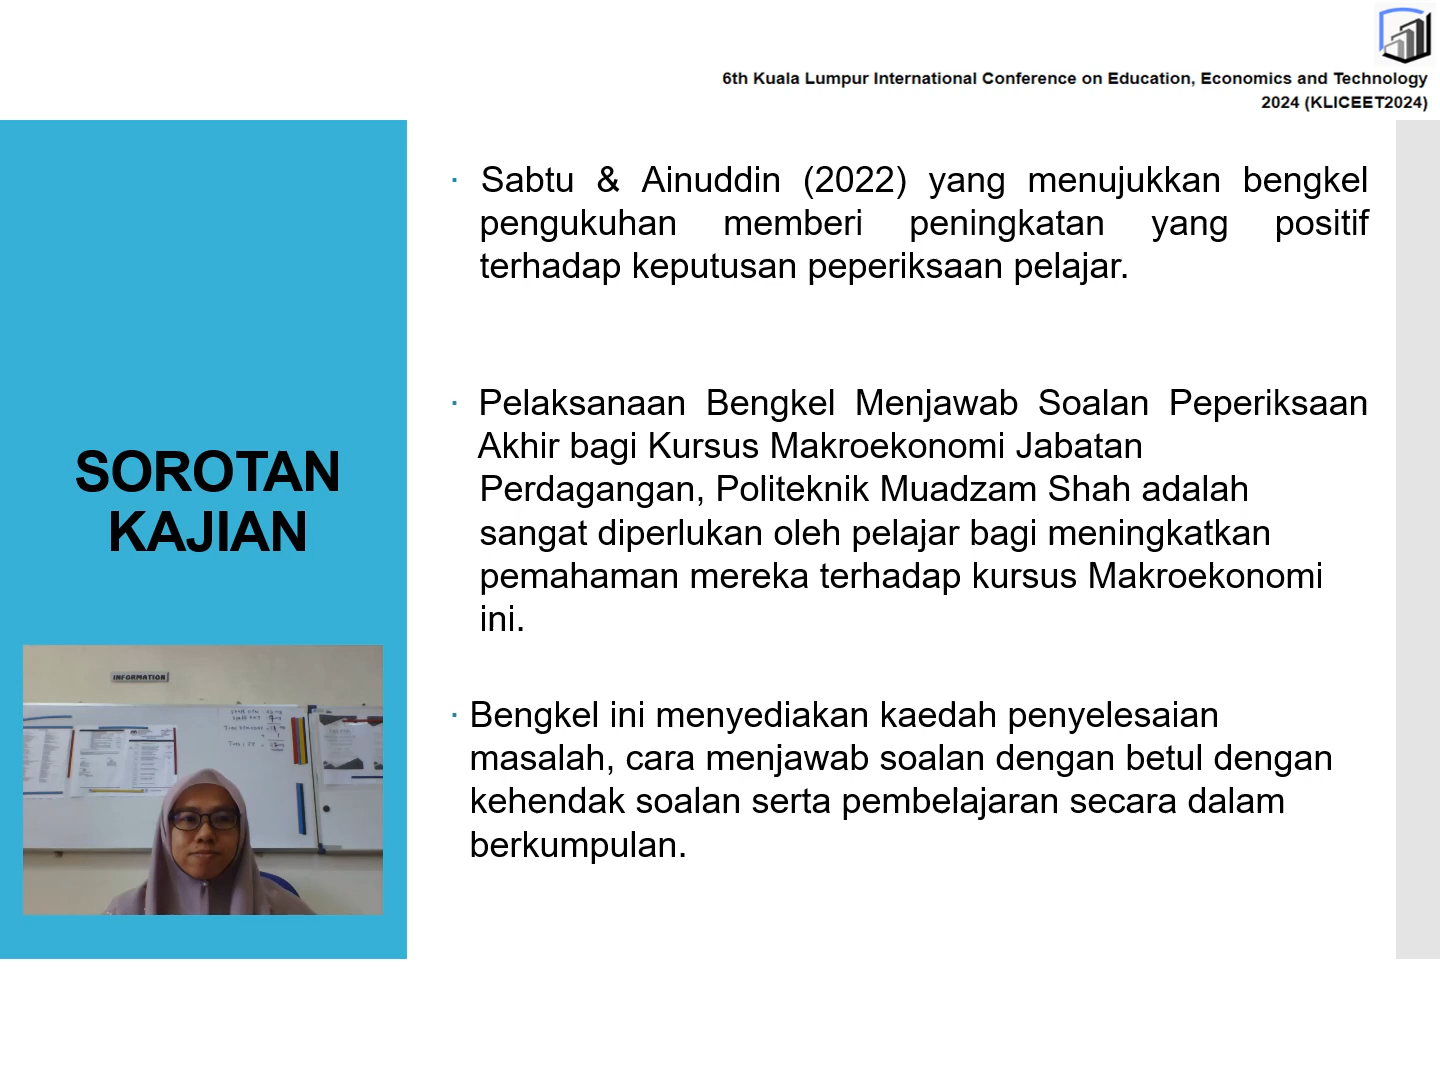 6th Kuala Lumpur International Conference on Education, Economics and Technology
2024 (KLICEET2024)
SOROTAN
KAJIAN
· Sabtu & Ainuddin (2022) yang menujukkan bengkel
pengukuhan memberi peningkatan yang positif
terhadap keputusan peperiksaan pelajar.
· Pelaksanaan Bengkel Menjawab Soalan Peperiksaan
Akhir bagi Kursus Makroekonomi Jabatan
Perdagangan, Politeknik Muadzam Shah adalah
sangat diperlukan oleh pelajar bagi meningkatkan
pemahaman mereka terhadap kursus Makroekonomi
ini.
· Bengkel ini menyediakan kaedah penyelesaian
masalah, cara menjawab soalan dengan betul dengan
kehendak soalan serta pembelajaran secara dalam
berkumpulan.
INFORMATION